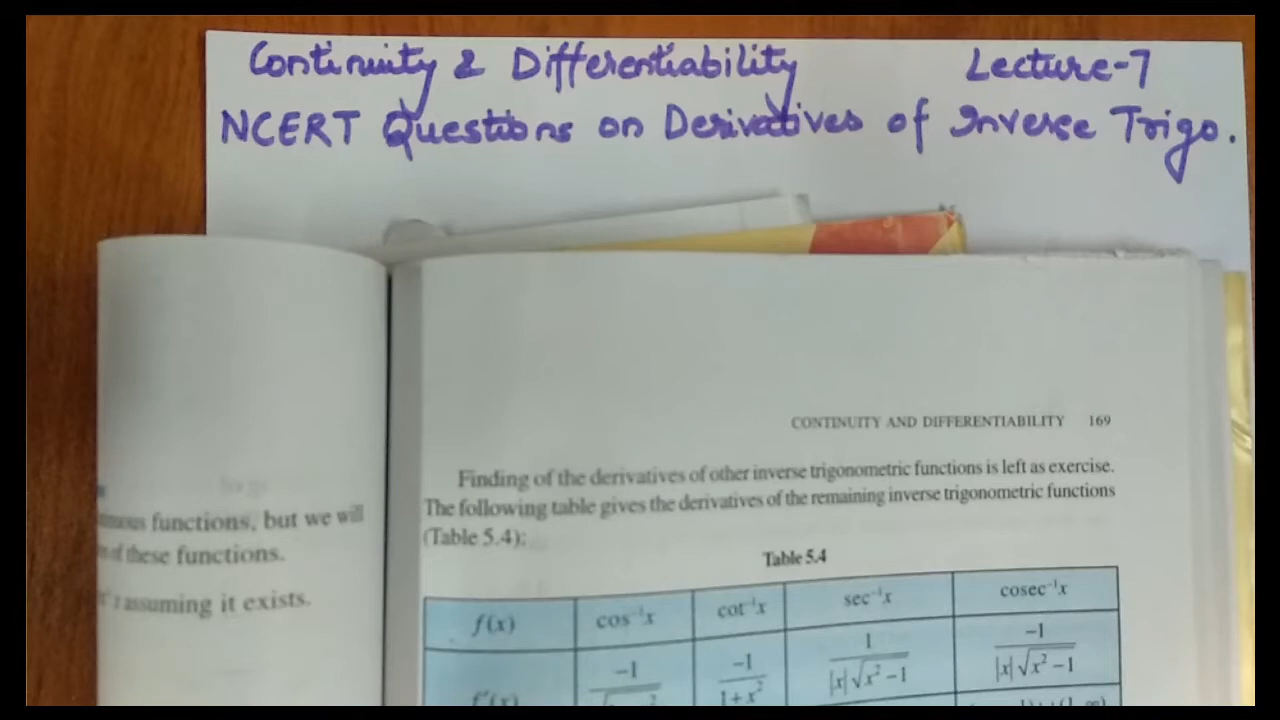 Continuity & Differentiability Lecture-7
NCERT Questions on Derivatives of Inverse Trigo.
functions, but we will
of these functions.
assuming it exists.
CONTINUITY AND DIFFERENTIABILITY 169
Finding of the derivatives of other inverse trigonometric functions is left as exercise.
The following table gives the derivatives of the remaining inverse trigonometric functions
(Table 5.4):
Table 5.4
f(x) cos⁻¹x cot⁻¹x sec⁻¹x cosec⁻¹x
f'(x) -1 -1/(1+x²) 1/(|x|√(x²-1)) -1/(|x|√(x²-1))